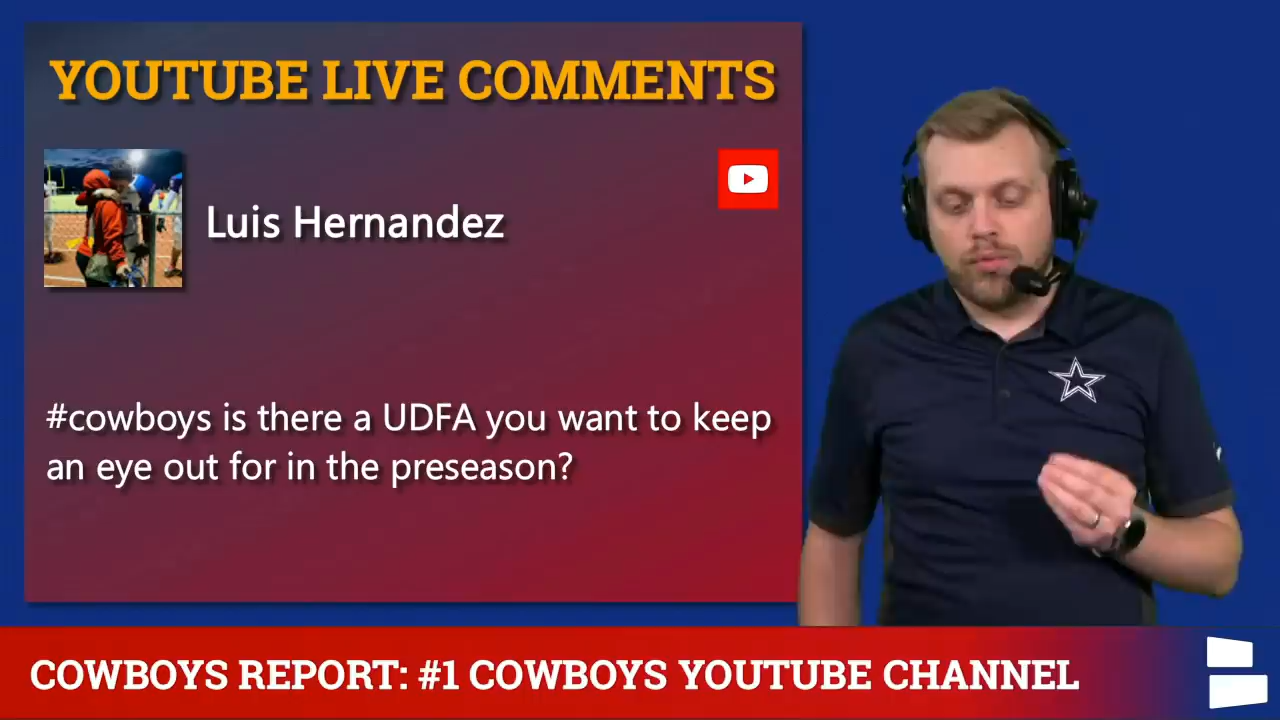 YOUTUBE LIVE COMMENTS
Luis Hernandez
#cowboys is there a UDFA you want to keep
an eye out for in the preseason?
COWBOYS REPORT: #1 COWBOYS YOUTUBE CHANNEL